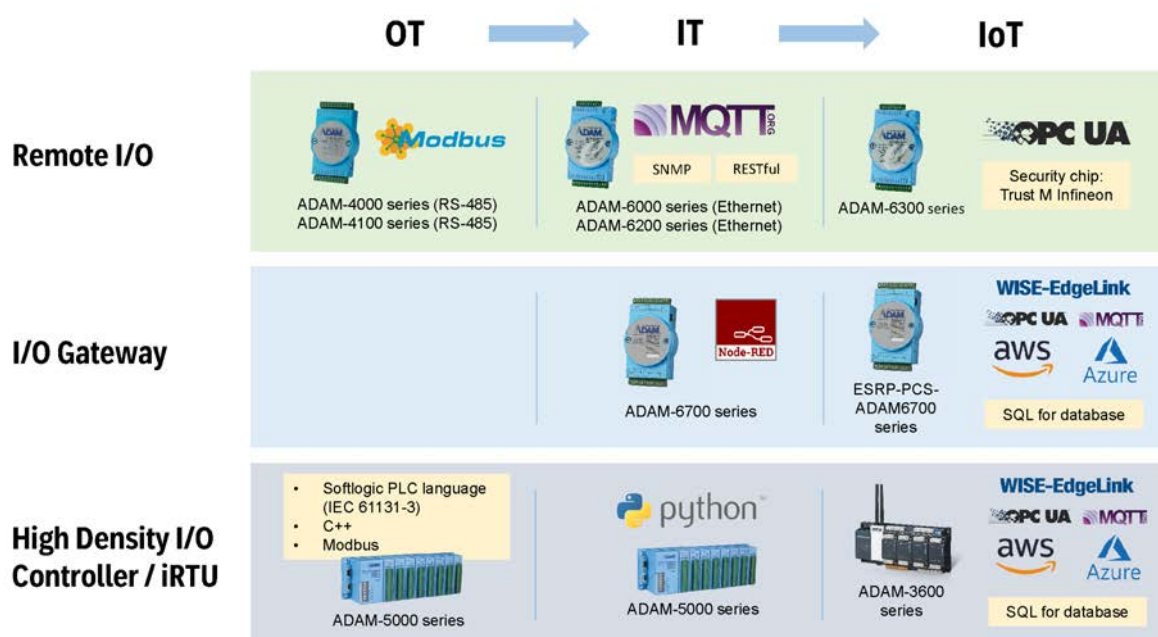 OT
IT
IoT
Remote I/O
Modbus
ADAM-4000 series (RS-485)
ADAM-4100 series (RS-485)
MQTT.ORG
SNMP
RESTful
ADAM-6000 series (Ethernet)
ADAM-6200 series (Ethernet)
ADAM-6300 series
OPC UA
Security chip:
Trust M Infineon
I/O Gateway
Node-RED
ADAM-6700 series
ESRP-PCS-
ADAM6700
series
WISE-EdgeLink
OPC UA
MQTT
aws
Azure
SQL for database
High Density I/O
Controller / iRTU
• Softlogic PLC language
(IEC 61131-3)
• C++
• Modbus
ADAM-5000 series
python™
ADAM-5000 series
ADAM-3600
series
WISE-EdgeLink
OPC UA
MQTT
aws
Azure
SQL for database